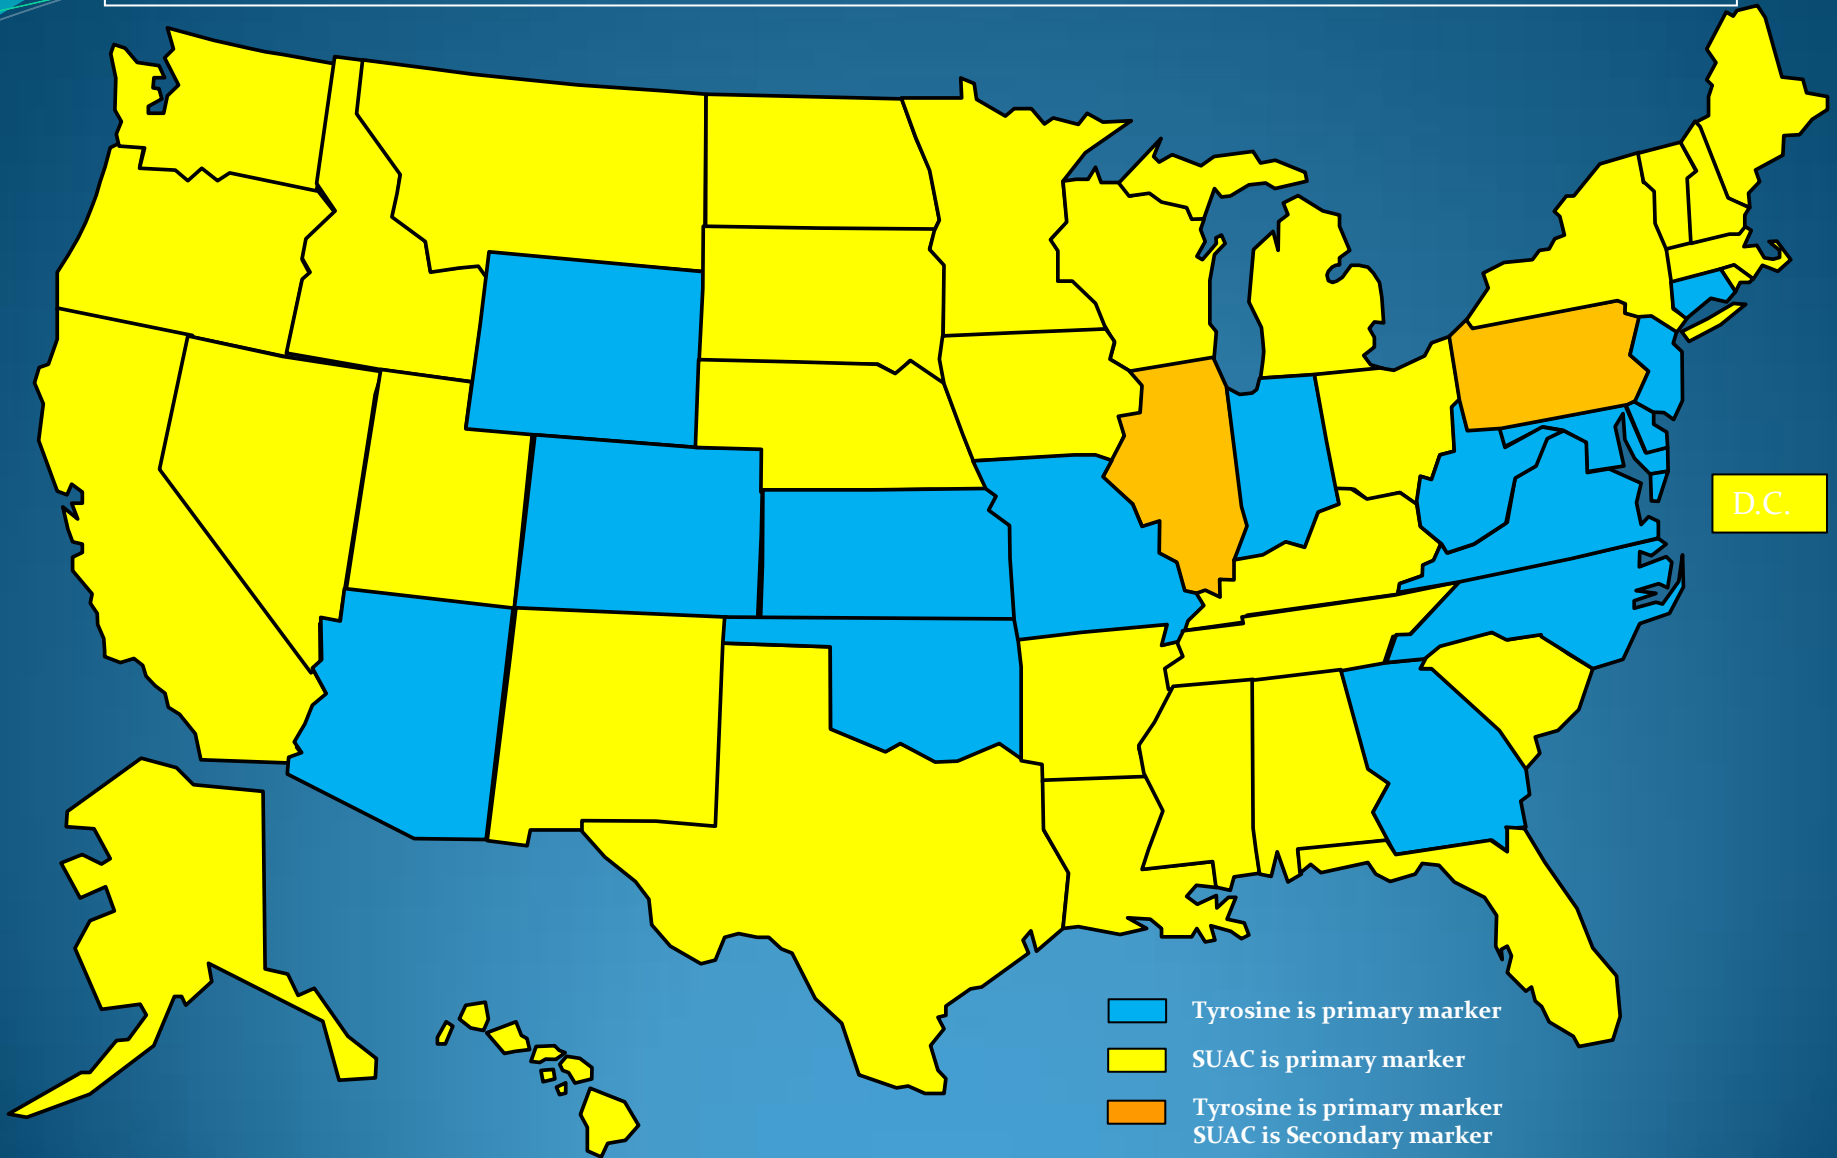 D.C.
Tyrosine is primary marker
SUAC is primary marker
Tyrosine is primary marker
SUAC is Secondary marker